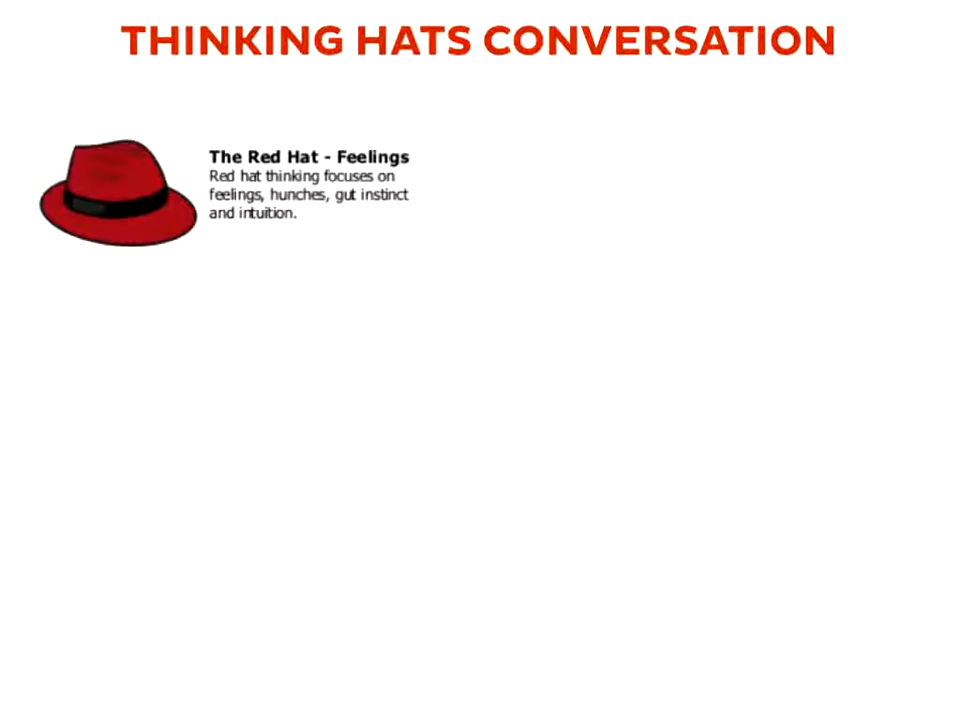 THINKING HATS CONVERSATION
The Red Hat - Feelings
Red hat thinking focuses on
feelings, hunches, gut instinct
and intuition.